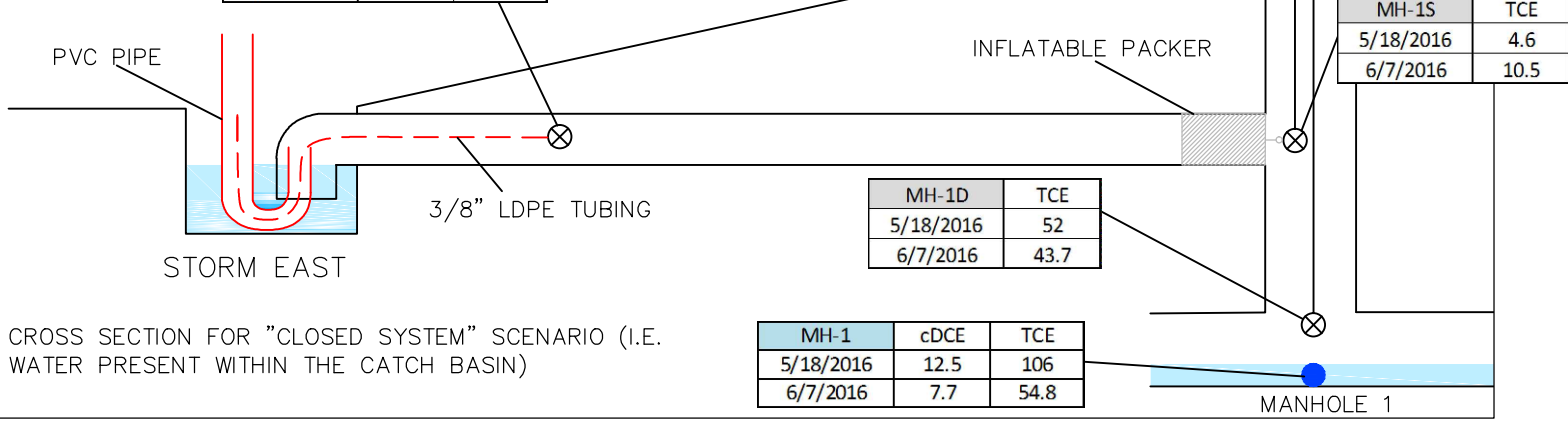 MH-1S TCE
5/18/2016 4.6
6/7/2016 10.5
PVC PIPE
INFLATABLE PACKER
3/8" LDPE TUBING
MH-1D TCE
5/18/2016 52
6/7/2016 43.7
STORM EAST
CROSS SECTION FOR "CLOSED SYSTEM" SCENARIO (I.E.
WATER PRESENT WITHIN THE CATCH BASIN)
MH-1 cDCE TCE
5/18/2016 12.5 106
6/7/2016 7.7 54.8
MANHOLE 1